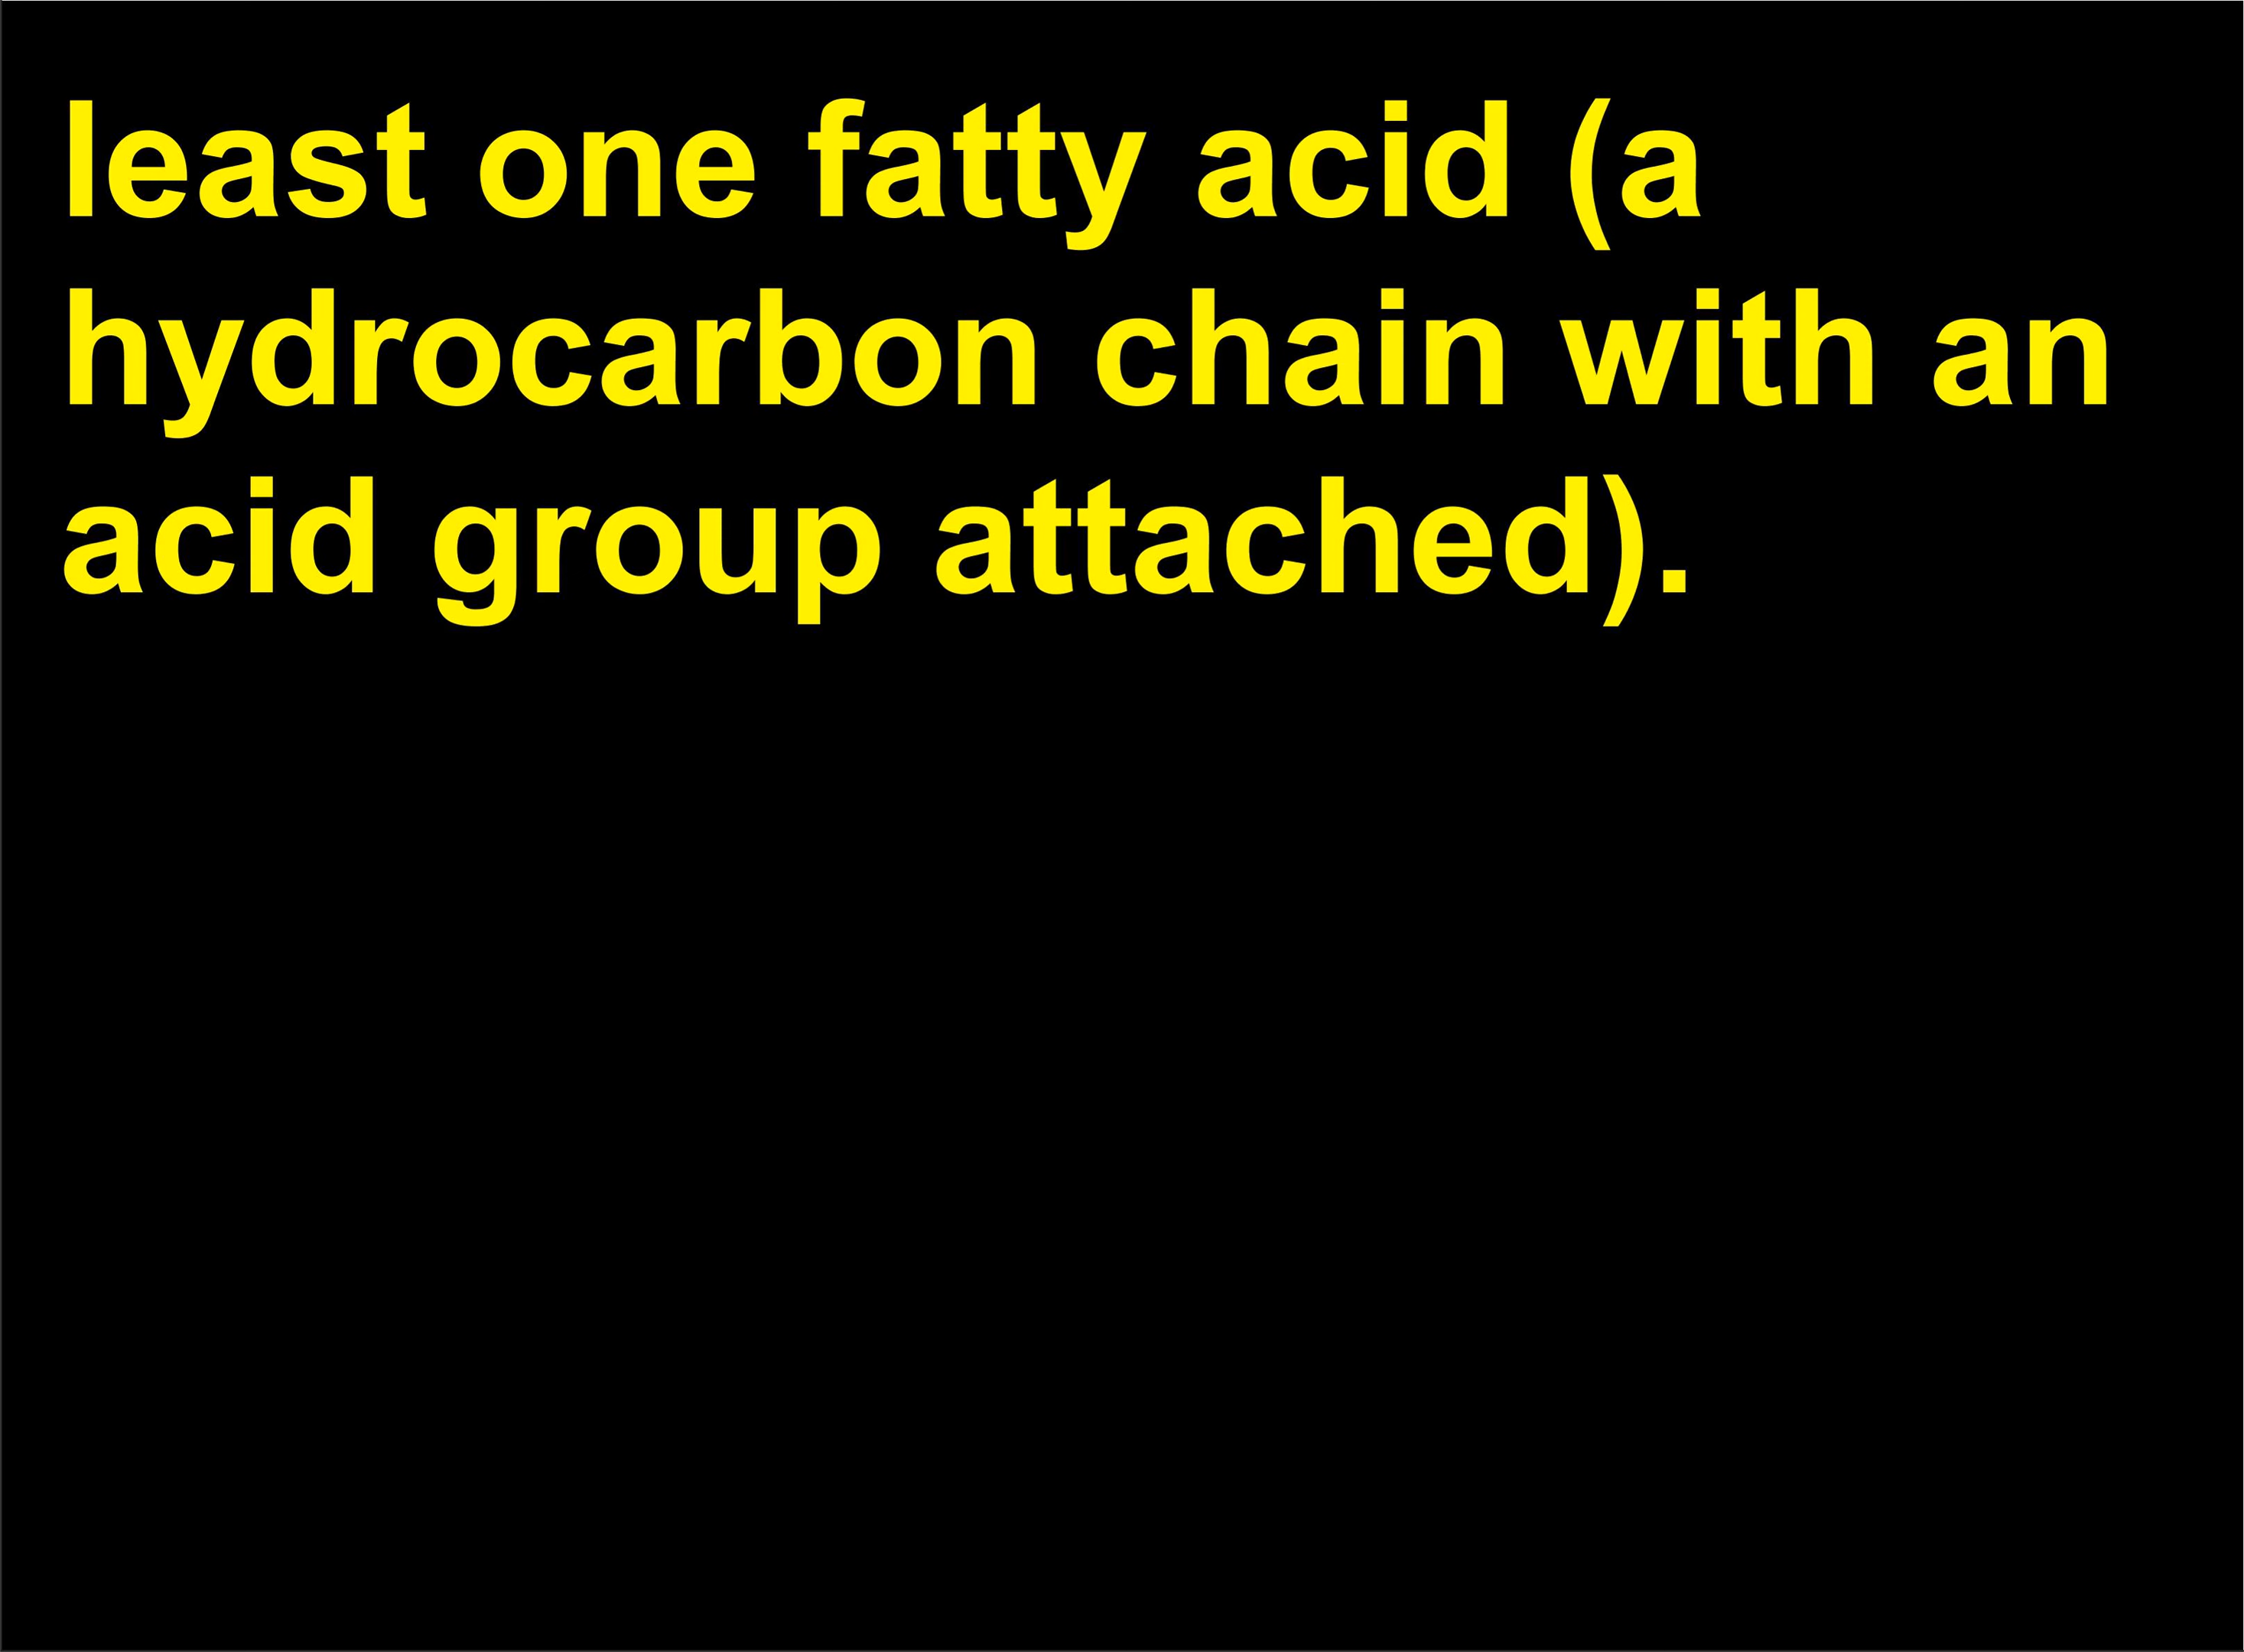 least one fatty acid (a
hydrocarbon chain with an
acid group attached).